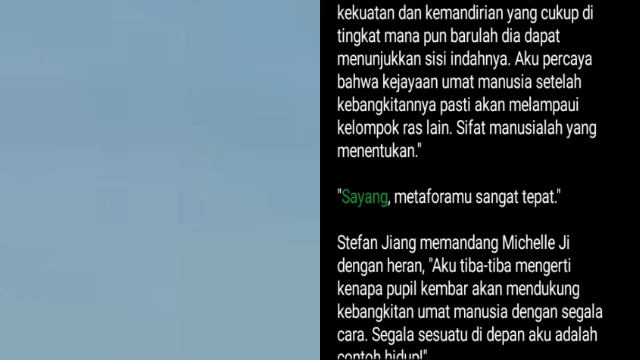 kekuatan dan kemandirian yang cukup di
tingkat mana pun barulah dia dapat
menunjukkan sisi indahnya. Aku percaya
bahwa kejayaan umat manusia setelah
kebangkitannya pasti akan melampaui
kelompok ras lain. Sifat manusialah yang
menentukan."
"Sayang, metaforamu sangat tepat."
Stefan Jiang memandang Michelle Ji
dengan heran, "Aku tiba-tiba mengerti
kenapa pupil kembar akan mendukung
kebangkitan umat manusia dengan segala
cara. Segala sesuatu di depan aku adalah
contoh hidup!"